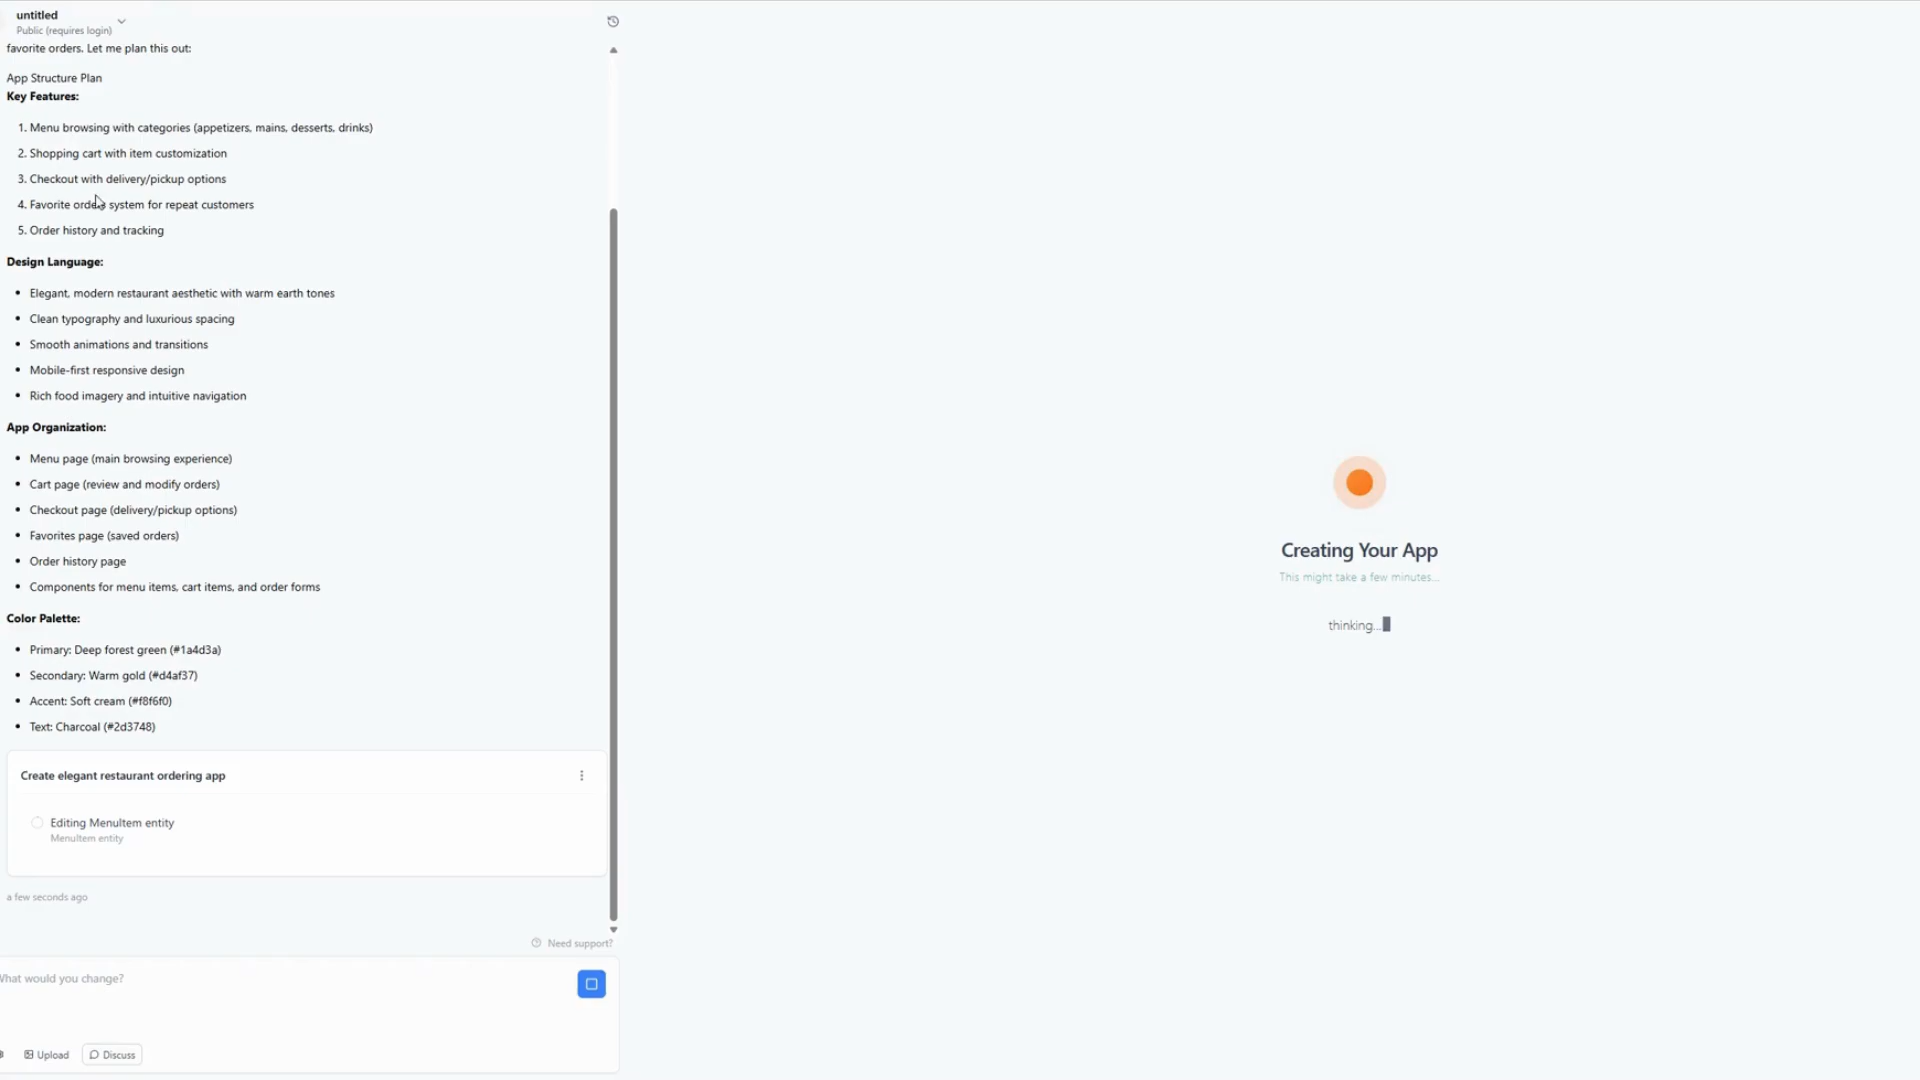 untitled
Public (requires login)
favorite orders. Let me plan this out:
App Structure Plan
Key Features:
1. Menu browsing with categories (appetizers, mains, desserts, drinks)
2. Shopping cart with item customization
3. Checkout with delivery/pickup options
4. Favorite orders system for repeat customers
5. Order history and tracking
Design Language:
• Elegant, modern restaurant aesthetic with warm earth tones
• Clean typography and luxurious spacing
• Smooth animations and transitions
• Mobile-first responsive design
• Rich food imagery and intuitive navigation
App Organization:
• Menu page (main browsing experience)
• Cart page (review and modify orders)
• Checkout page (delivery/pickup options)
• Favorites page (saved orders)
• Order history page
• Components for menu items, cart items, and order forms
Color Palette:
• Primary: Deep forest green (#1a4d3a)
• Secondary: Warm gold (#d4af37)
• Accent: Soft cream (#f8f6f0)
• Text: Charcoal (#2d3748)
Create elegant restaurant ordering app
Editing MenuItem entity
MenuItem entity
a few seconds ago
Need support?
What would you change?
Upload
Discuss
Creating Your App
This might take a few minutes...
thinking...